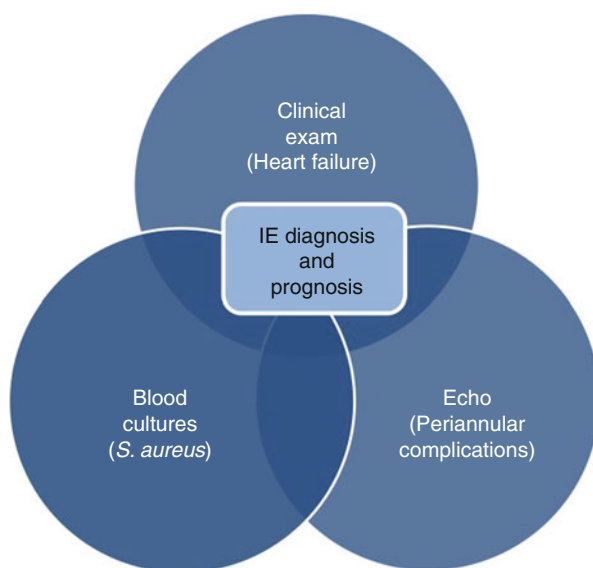 Clinical
exam
(Heart failure)
IE diagnosis
and
prognosis
Blood
cultures
(S. aureus)
Echo
(Periannular
complications)